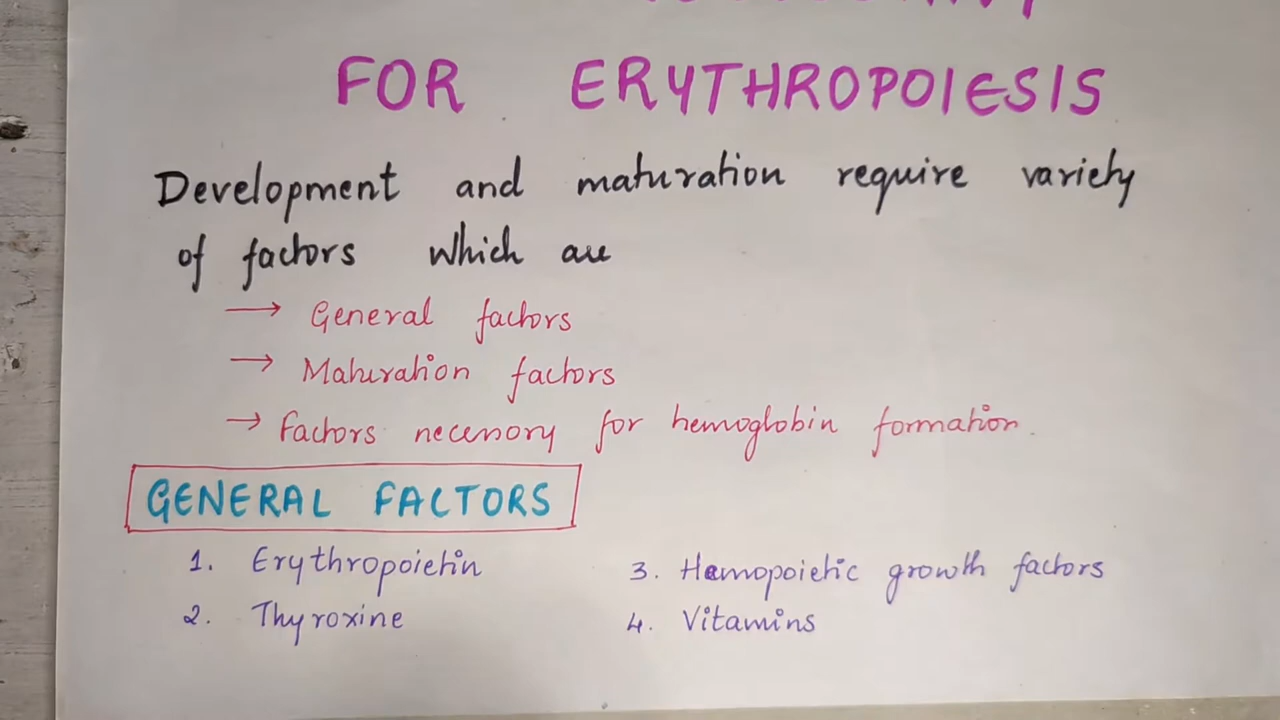 FOR ERYTHROPOIESIS
Development and maturation require variety
of factors which are
→ General factors
→ Maturation factors
→ factors necessory for hemoglobin formation.
GENERAL FACTORS
1. Erythropoietin
2. Thyroxine
3. Hemopoietic growth factors
4. Vitamins